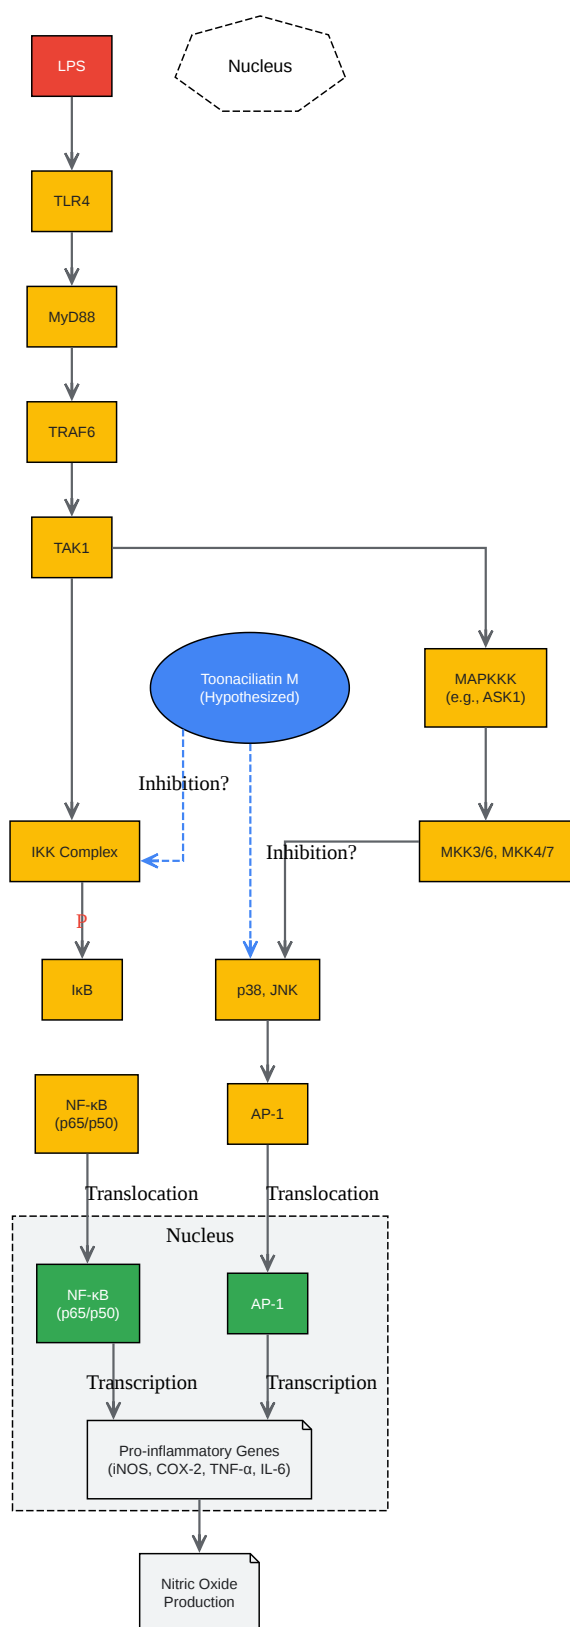 LPS
Nucleus
TLR4
MyD88
TRAF6
TAK1
Toonaciliatin M
(Hypothesized)
MAPKKK
(e.g., ASK1)
Inhibition?
IKK Complex
Inhibition?
MKK3/6, MKK4/7
P
IκB
p38, JNK
NF-κB
(p65/p50)
AP-1
Translocation
Translocation
Nucleus
NF-κB
(p65/p50)
AP-1
Transcription
Transcription
Pro-inflammatory Genes
(iNOS, COX-2, TNF-α, IL-6)
Nitric Oxide
Production